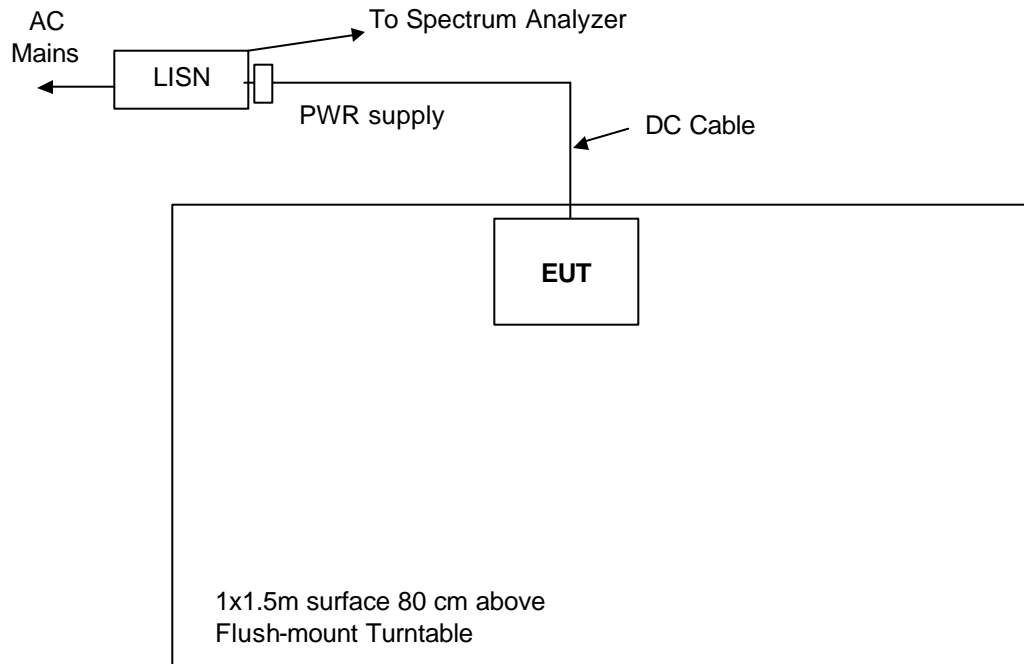 AC
Mains
To Spectrum Analyzer
LISN
PWR supply
DC Cable
EUT
1x1.5m surface 80 cm above
Flush-mount Turntable